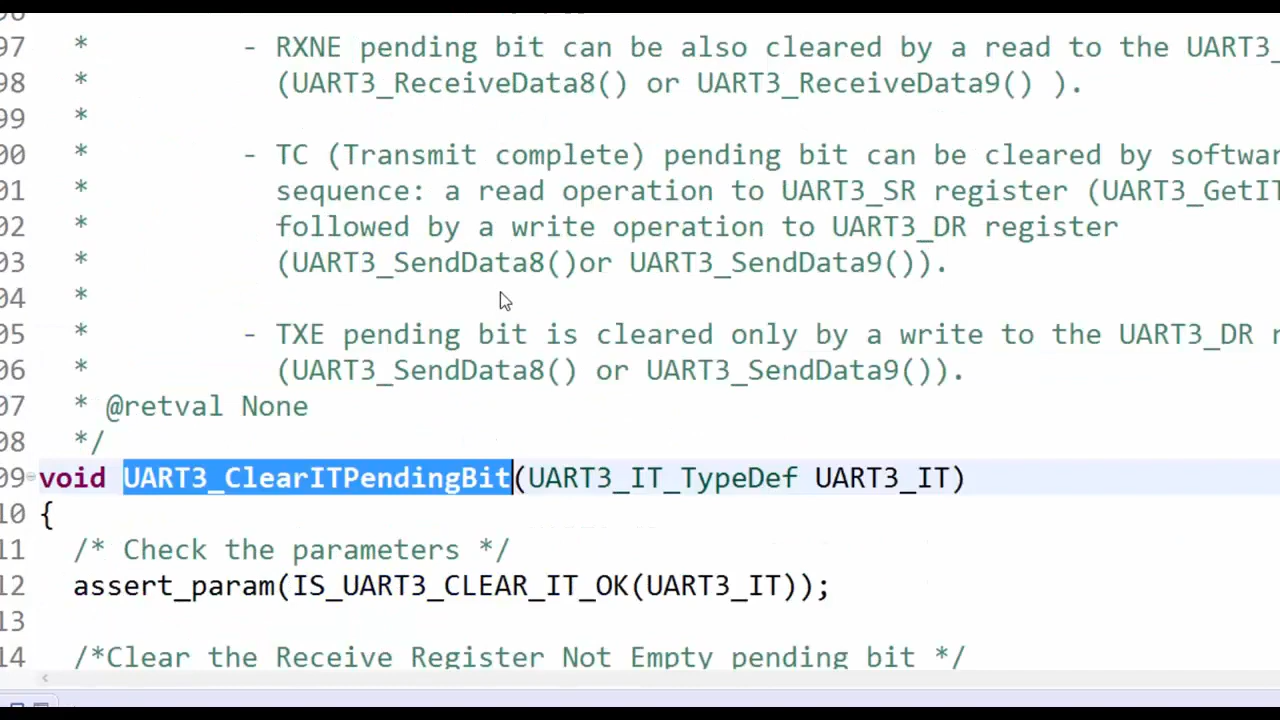 97 * - RXNE pending bit can be also cleared by a read to the UART3_
98 * (UART3_ReceiveData8() or UART3_ReceiveData9() ).
99 *
00 * - TC (Transmit complete) pending bit can be cleared by softwar
01 * sequence: a read operation to UART3_SR register (UART3_GetIT
02 * followed by a write operation to UART3_DR register
03 * (UART3_SendData8()or UART3_SendData9()).
04 *
05 * - TXE pending bit is cleared only by a write to the UART3_DR r
06 * (UART3_SendData8() or UART3_SendData9()).
07 * @retval None
08 */
09 void UART3_ClearITPendingBit(UART3_IT_TypeDef UART3_IT)
10 {
11 /* Check the parameters */
12 assert_param(IS_UART3_CLEAR_IT_OK(UART3_IT));
13
14 /*Clear the Receive Register Not Empty pending bit */